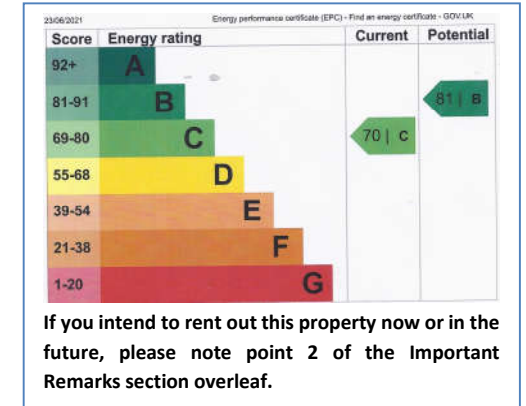 23/06/2021 Energy performance certificate (EPC) - Find an energy certificate - GOV.UK
Score Energy rating Current Potential
92+ A
81-91 B 81 | B
69-80 C 70 | C
55-68 D
39-54 E
21-38 F
1-20 G
If you intend to rent out this property now or in the
future, please note point 2 of the Important
Remarks section overleaf.